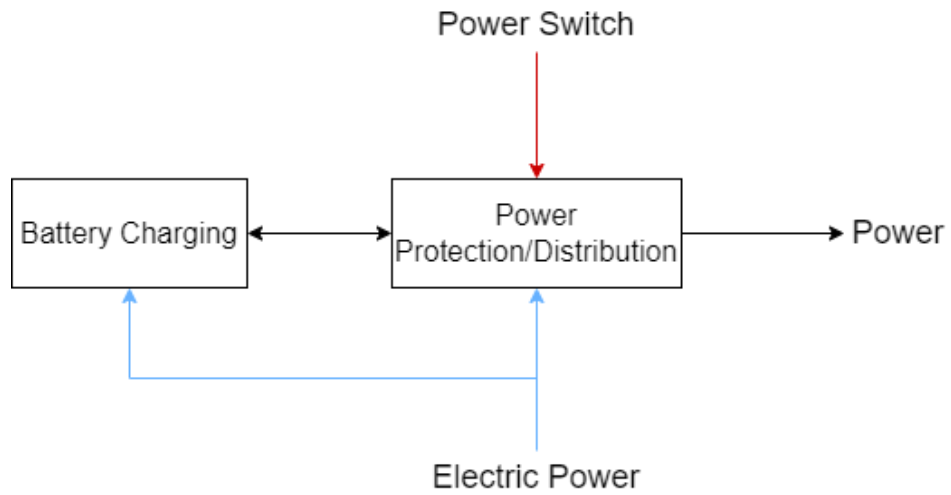 Power Switch
Battery Charging
Power
Protection/Distribution
Power
Electric Power